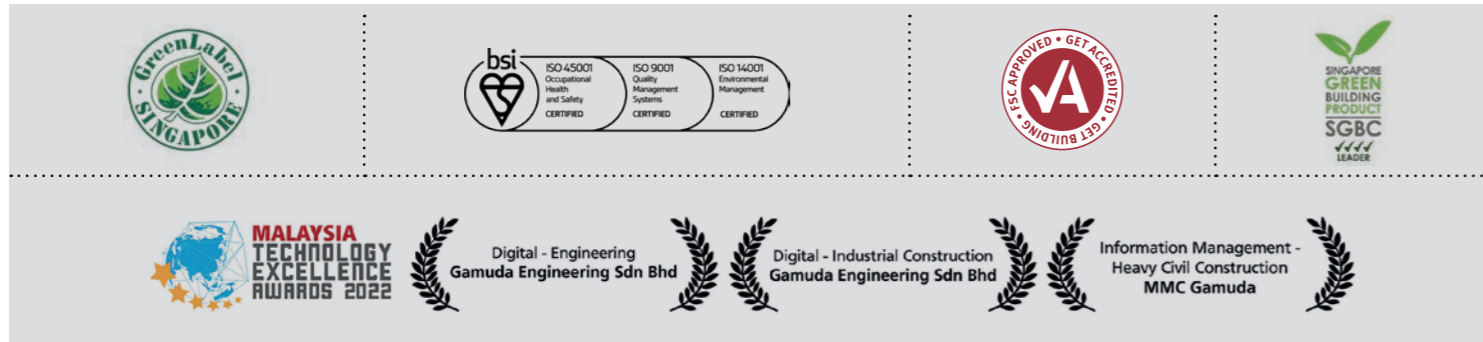 GreenLabel • SINGAPORE •
bsi
ISO 45001
Occupational
Health
and Safety
CERTIFIED
ISO 9001
Quality
Management
Systems
CERTIFIED
ISO 14001
Environmental
Management
CERTIFIED
FSC APPROVED • GET ACCREDITED • GET BUILDING •
A
SINGAPORE
GREEN
BUILDING
PRODUCT
SGBC
LEADER
MALAYSIA
TECHNOLOGY
EXCELLENCE
AWARDS 2022
Digital - Engineering
Gamuda Engineering Sdn Bhd
Digital - Industrial Construction
Gamuda Engineering Sdn Bhd
Information Management -
Heavy Civil Construction
MMC Gamuda